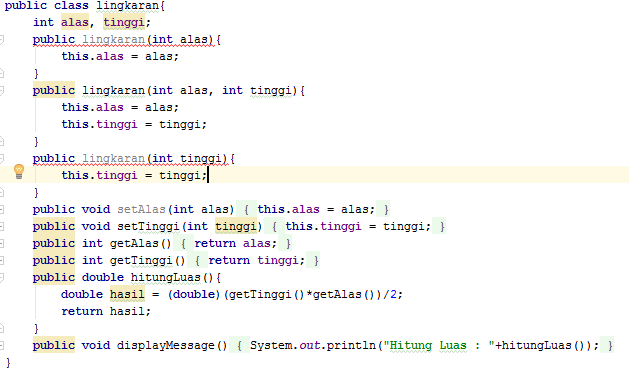 public class lingkaran{
    int alas, tinggi;
    public lingkaran(int alas){
        this.alas = alas;
    }
    public lingkaran(int alas, int tinggi){
        this.alas = alas;
        this.tinggi = tinggi;
    }
    public lingkaran(int tinggi){
        this.tinggi = tinggi;
    }
    public void setAlas(int alas) { this.alas = alas; }
    public void setTinggi(int tinggi) { this.tinggi = tinggi; }
    public int getAlas() { return alas; }
    public int getTinggi() { return tinggi; }
    public double hitungLuas(){
        double hasil = (double)(getTinggi()*getAlas())/2;
        return hasil;
    }
    public void displayMessage() { System.out.println("Hitung Luas : "+hitungLuas()); }
}